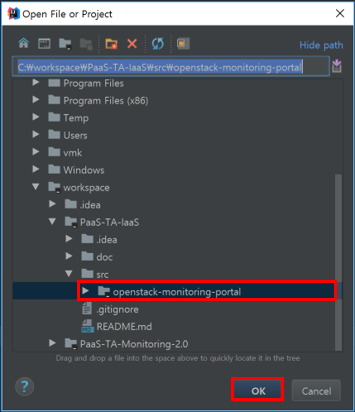 Open File or Project
Hide path
C:₩workspace₩PaaS-TA-IaaS₩src₩openstack-monitoring-portal
Program Files
Program Files (x86)
Temp
Users
vmk
Windows
workspace
.idea
PaaS-TA-IaaS
.idea
doc
src
openstack-monitoring-portal
.gitignore
README.md
PaaS-TA-Monitoring-2.0
Drag and drop a file into the space above to quickly locate it in the tree
?
OK
Cancel